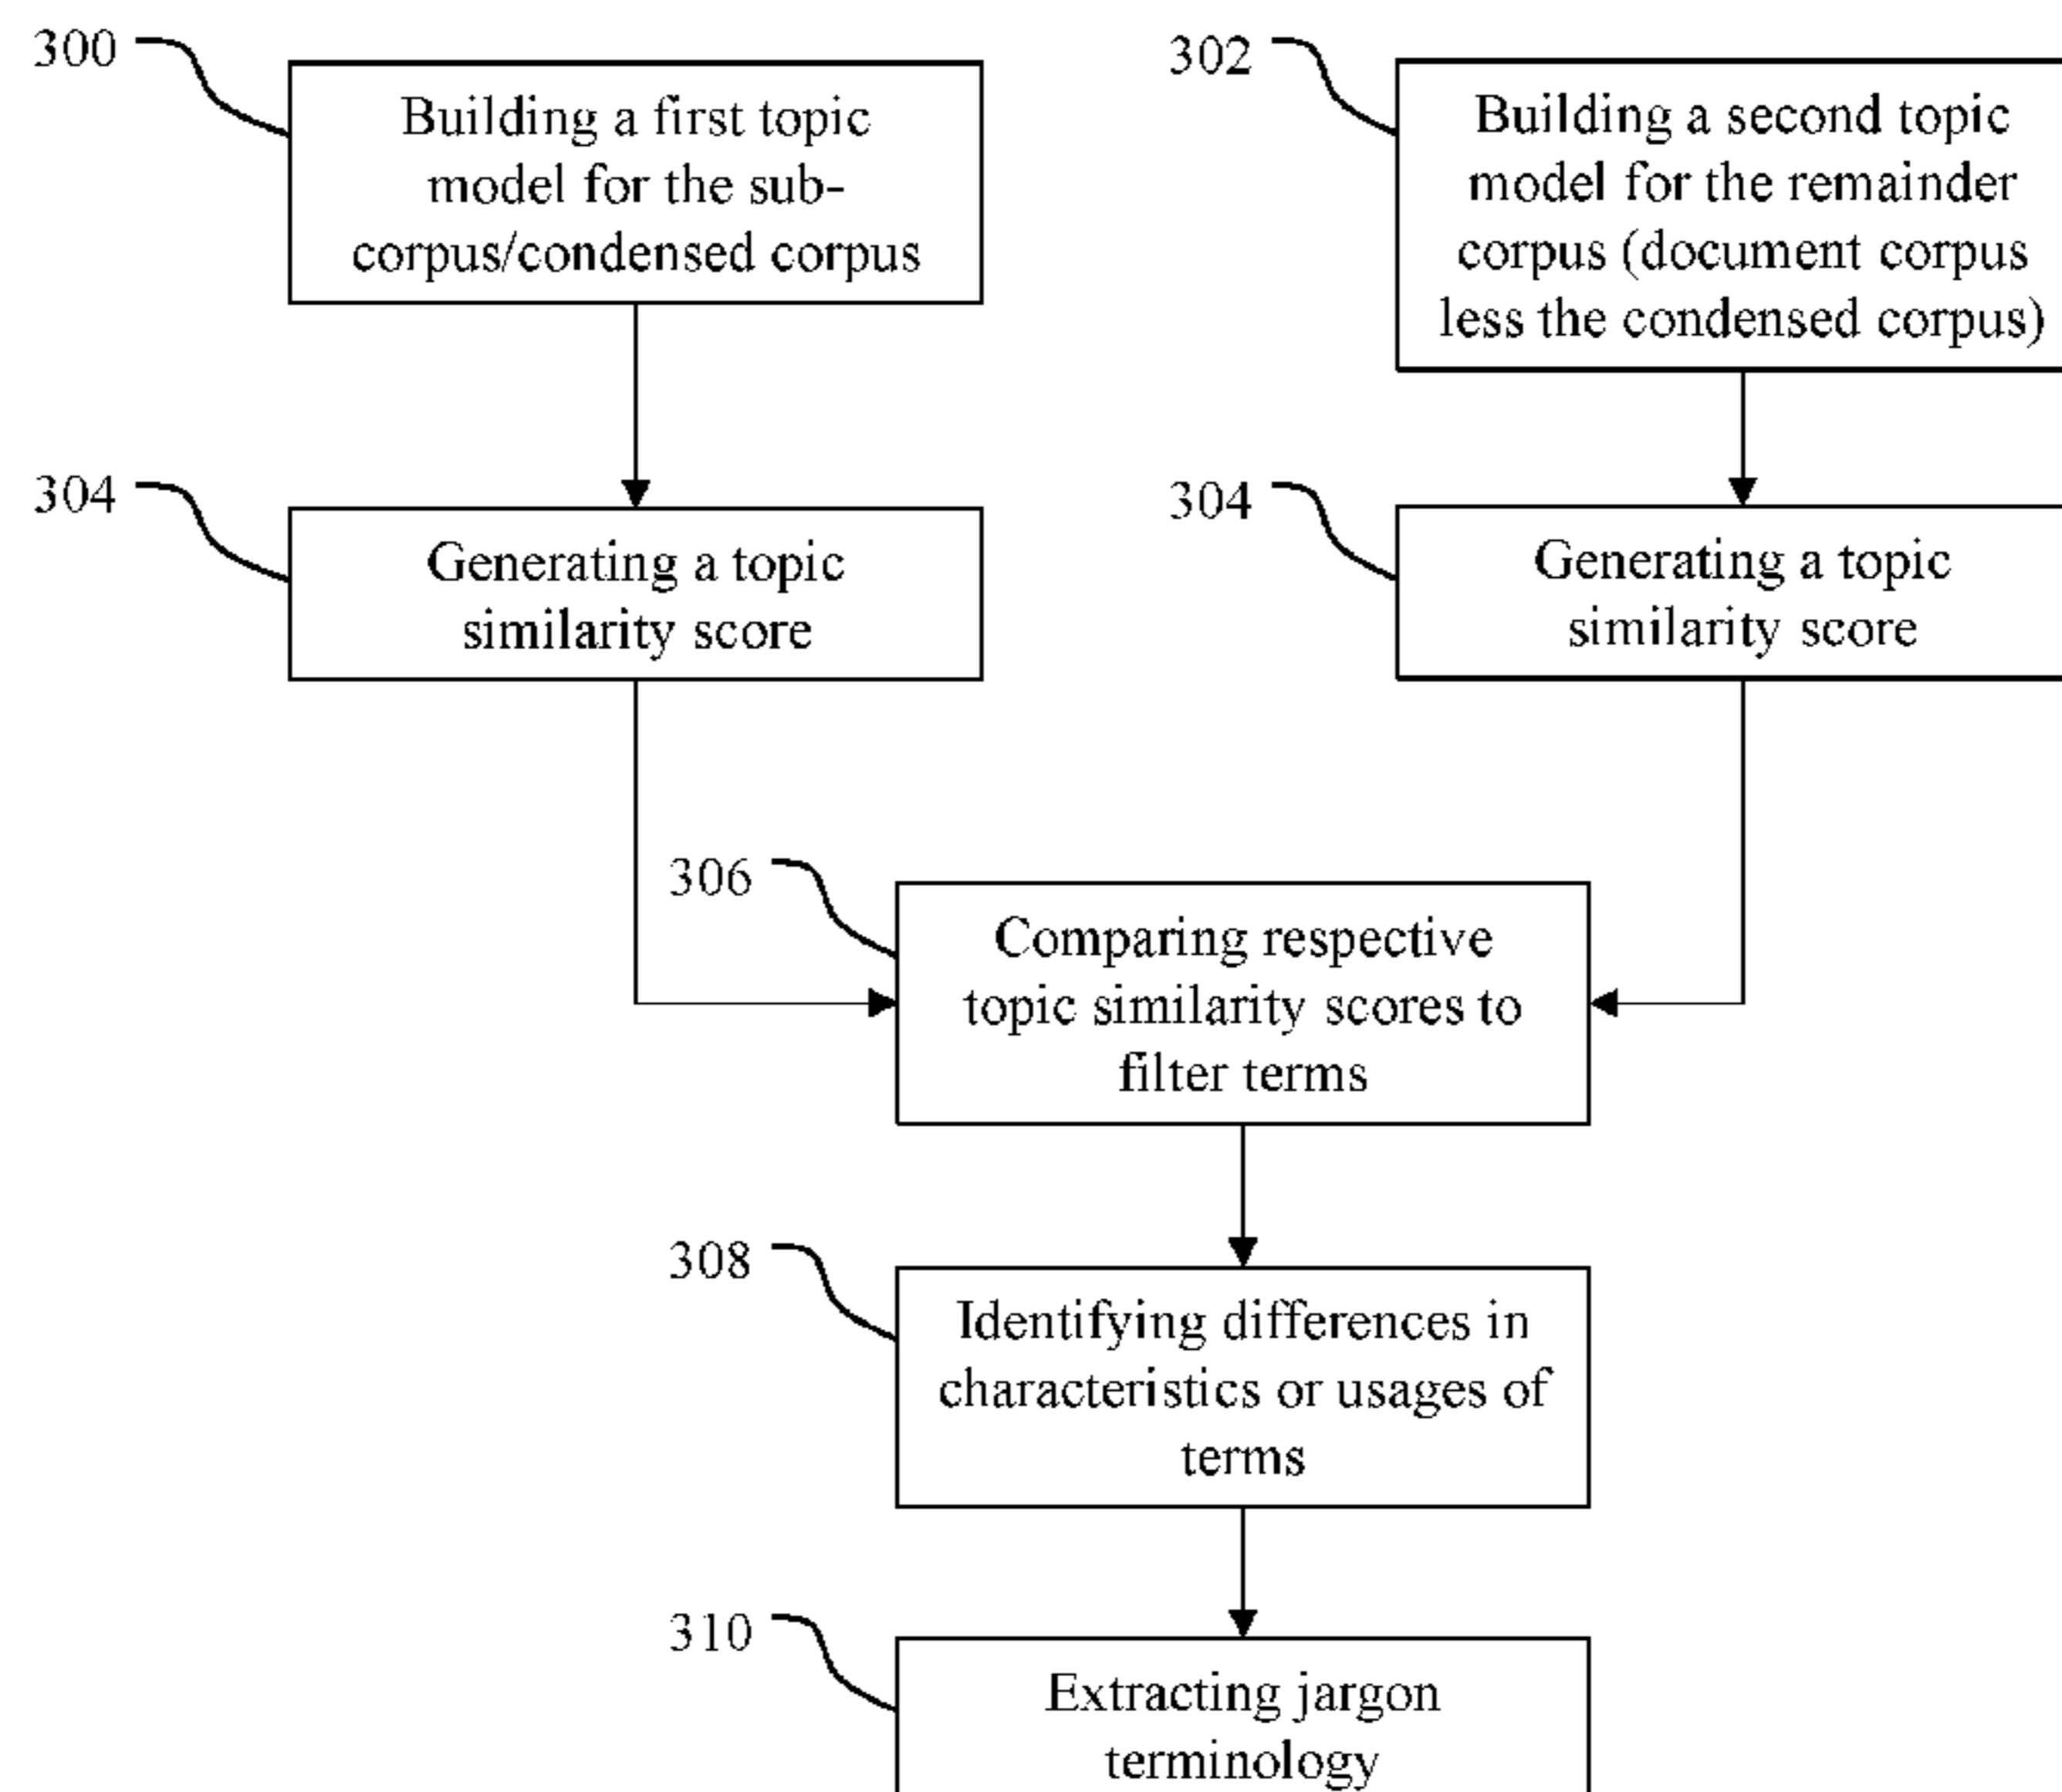 300
Building a first topic
model for the sub-
corpus/condensed corpus
302
Building a second topic
model for the remainder
corpus (document corpus
less the condensed corpus)
304
Generating a topic
similarity score
304
Generating a topic
similarity score
306
Comparing respective
topic similarity scores to
filter terms
308
Identifying differences in
characteristics or usages of
terms
310
Extracting jargon
terminology